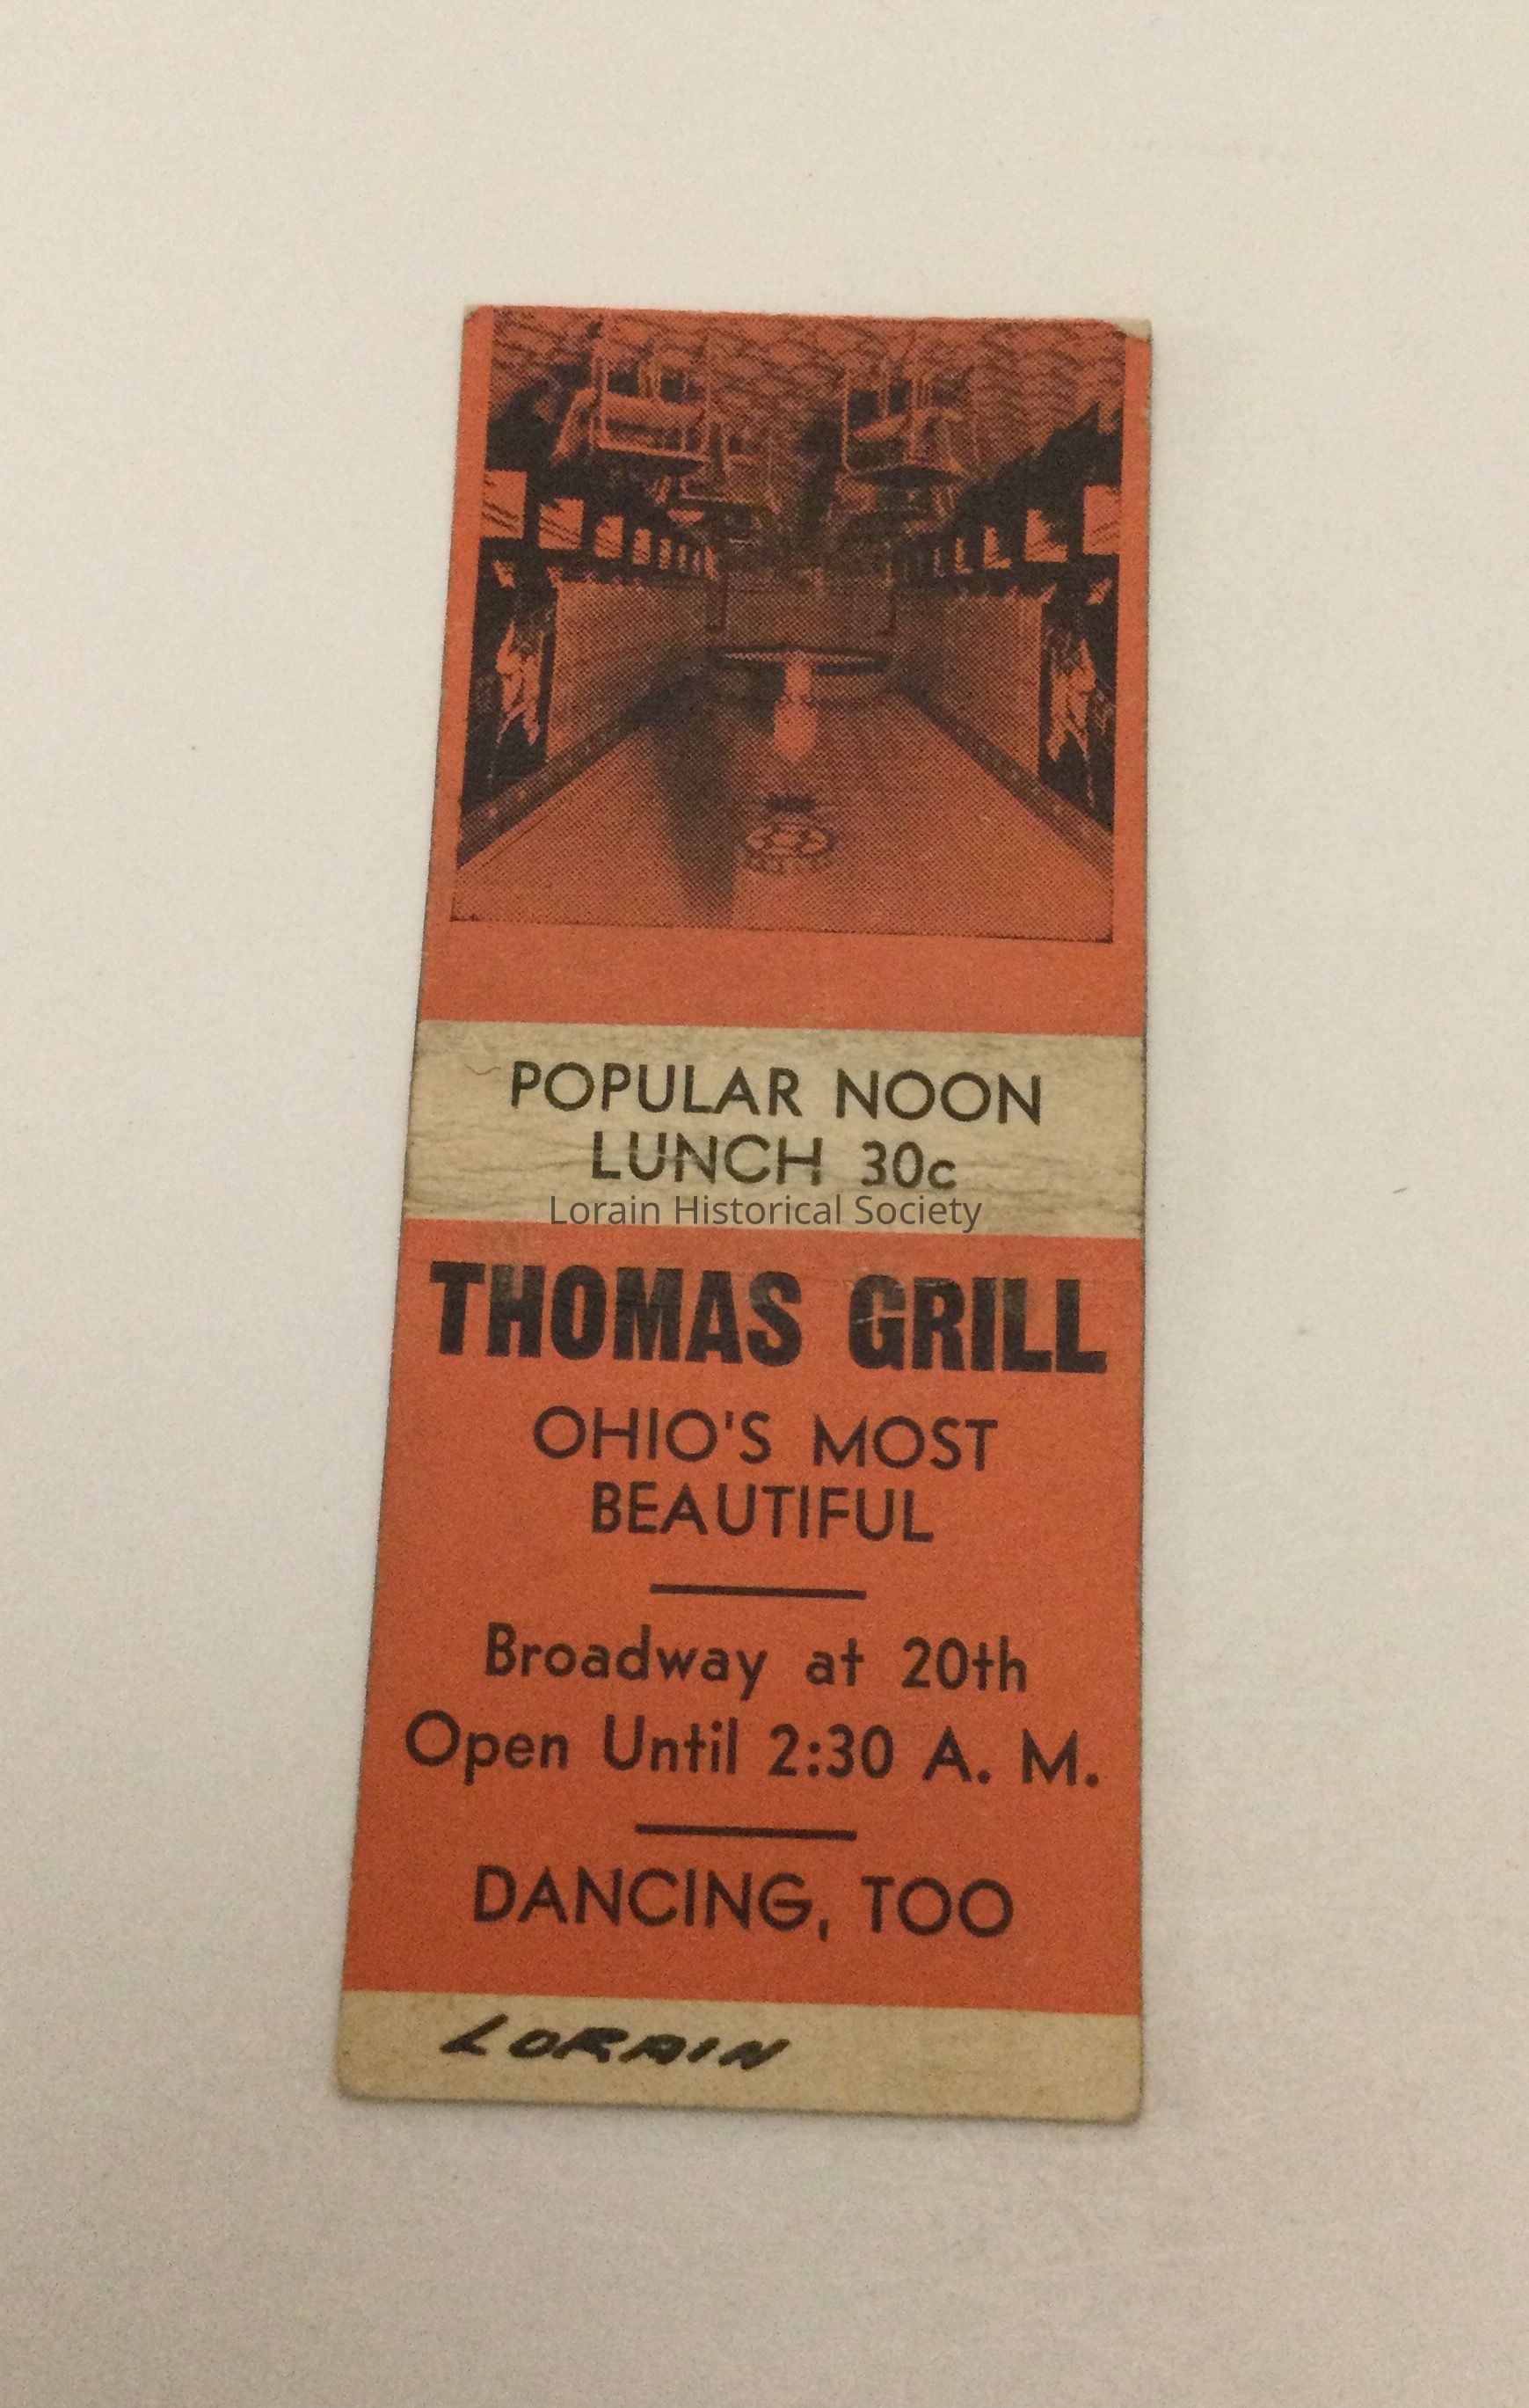 POPULAR NOON
LUNCH 30c
Lorain Historical Society
THOMAS GRILL
OHIO'S MOST
BEAUTIFUL
Broadway at 20th
Open Until 2:30 A. M.
DANCING, TOO
LORAIN